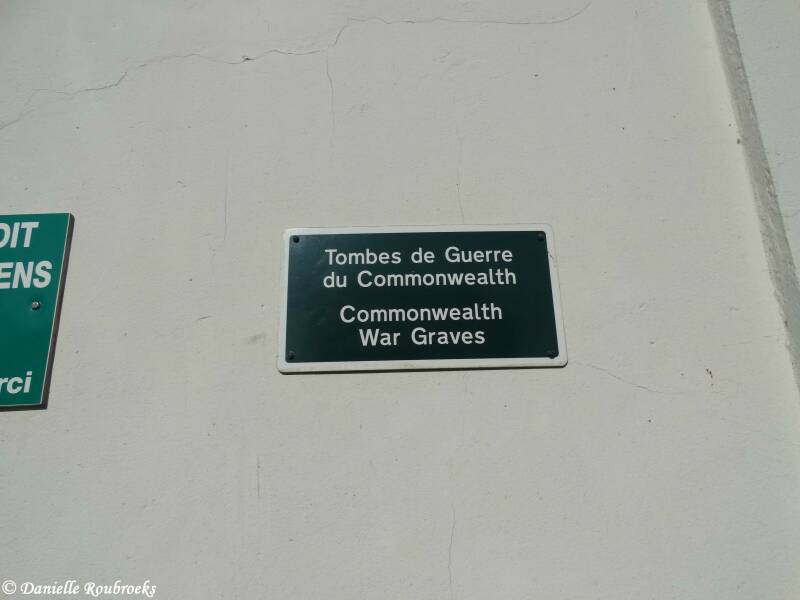 DIT
ENS
rci
Tombes de Guerre
du Commonwealth
Commonwealth
War Graves
© Danielle Roubroeks